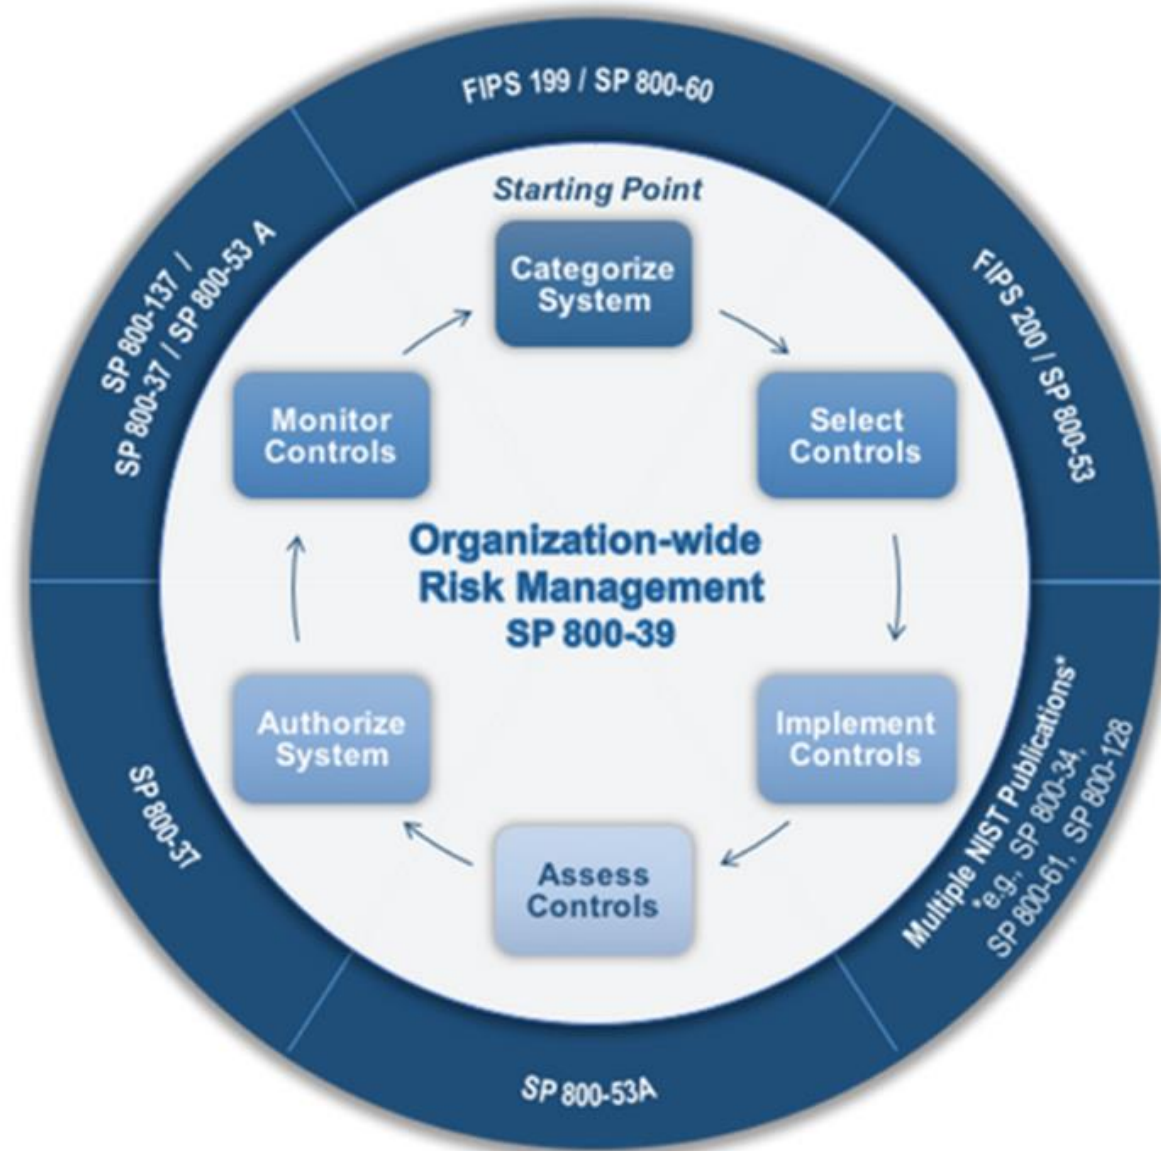 FIPS 199 / SP 800-60
Starting Point
Categorize
System
FIPS 200 / SP 800-53
Select
Controls
Multiple NIST Publications*
*e.g., SP 800-34,
SP 800-61, SP 800-128
Implement
Controls
SP 800-53A
Assess
Controls
SP 800-37
Authorize
System
SP 800-137 /
SP 800-37 / SP 800-53 A
Monitor
Controls
Organization-wide
Risk Management
SP 800-39